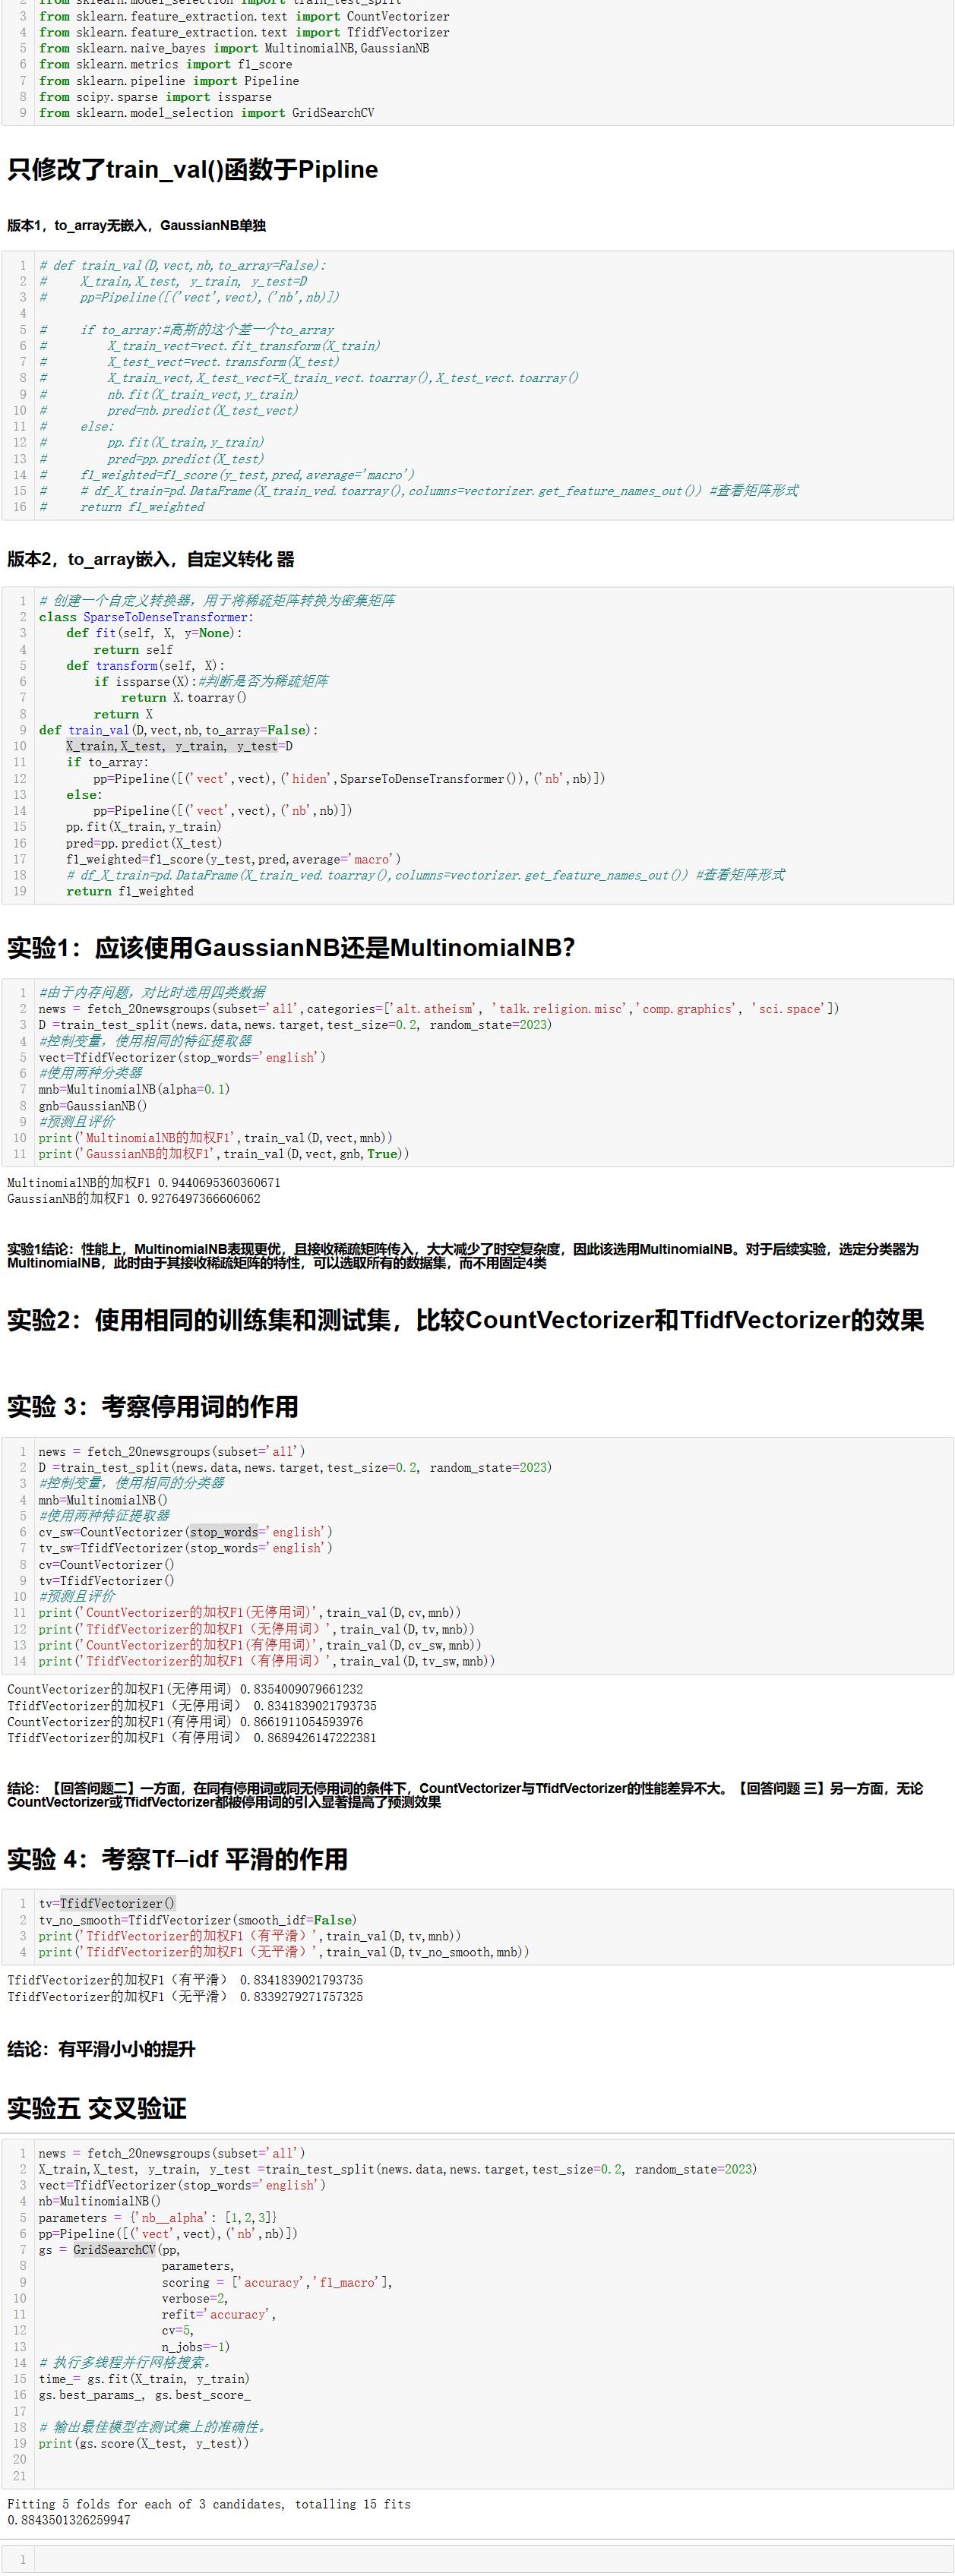 2 from sklearn.model_selection import train_test_split
3 from sklearn.feature_extraction.text import CountVectorizer
4 from sklearn.feature_extraction.text import TfidfVectorizer
5 from sklearn.naive_bayes import MultinomialNB,GaussianNB
6 from sklearn.metrics import f1_score
7 from sklearn.pipeline import Pipeline
8 from scipy.sparse import issparse
9 from sklearn.model_selection import GridSearchCV
只修改了train_val()函数于Pipline
版本1，to_array无嵌入，GaussianNB单独
1 # def train_val(D,vect,nb,to_array=False):
2 #     X_train,X_test, y_train, y_test=D
3 #     pp=Pipeline([('vect',vect),('nb',nb)])
4
5 #     if to_array:#高斯的这个差一个to_array
6 #         X_train_vect=vect.fit_transform(X_train)
7 #         X_test_vect=vect.transform(X_test)
8 #         X_train_vect,X_test_vect=X_train_vect.toarray(),X_test_vect.toarray()
9 #         nb.fit(X_train_vect,y_train)
10 #         pred=nb.predict(X_test_vect)
11 #     else:
12 #         pp.fit(X_train,y_train)
13 #         pred=pp.predict(X_test)
14 #     f1_weighted=f1_score(y_test,pred,average='macro')
15 #     # df_X_train=pd.DataFrame(X_train_ved.toarray(),columns=vectorizer.get_feature_names_out()) #查看矩阵形式
16 #     return f1_weighted
版本2，to_array嵌入，自定义转化 器
1 # 创建一个自定义转换器，用于将稀疏矩阵转换为密集矩阵
2 class SparseToDenseTransformer:
3     def fit(self, X, y=None):
4         return self
5     def transform(self, X):
6         if issparse(X):#判断是否为稀疏矩阵
7             return X.toarray()
8         return X
9 def train_val(D,vect,nb,to_array=False):
10     X_train,X_test, y_train, y_test=D
11     if to_array:
12         pp=Pipeline([('vect',vect),('hiden',SparseToDenseTransformer()),('nb',nb)])
13     else:
14         pp=Pipeline([('vect',vect),('nb',nb)])
15     pp.fit(X_train,y_train)
16     pred=pp.predict(X_test)
17     f1_weighted=f1_score(y_test,pred,average='macro')
18     # df_X_train=pd.DataFrame(X_train_ved.toarray(),columns=vectorizer.get_feature_names_out()) #查看矩阵形式
19     return f1_weighted
实验1：应该使用GaussianNB还是MultinomialNB？
1 #由于内存问题，对比时选用四类数据
2 news = fetch_20newsgroups(subset='all',categories=['alt.atheism', 'talk.religion.misc','comp.graphics', 'sci.space'])
3 D =train_test_split(news.data,news.target,test_size=0.2, random_state=2023)
4 #控制变量，使用相同的特征提取器
5 vect=TfidfVectorizer(stop_words='english')
6 #使用两种分类器
7 mnb=MultinomialNB(alpha=0.1)
8 gnb=GaussianNB()
9 #预测且评价
10 print('MultinomialNB的加权F1',train_val(D,vect,mnb))
11 print('GaussianNB的加权F1',train_val(D,vect,gnb,True))
MultinomialNB的加权F1 0.9440695360360671
GaussianNB的加权F1 0.9276497366606062
实验1结论：性能上，MultinomialNB表现更优，且接收稀疏矩阵传入，大大减少了时空复杂度，因此该选用MultinomialNB。对于后续实验，选定分类器为
MultinomialNB，此时由于其接收稀疏矩阵的特性，可以选取所有的数据集，而不用固定4类
实验2：使用相同的训练集和测试集，比较CountVectorizer和TfidfVectorizer的效果
实验 3：考察停用词的作用
1 news = fetch_20newsgroups(subset='all')
2 D =train_test_split(news.data,news.target,test_size=0.2, random_state=2023)
3 #控制变量，使用相同的分类器
4 mnb=MultinomialNB()
5 #使用两种特征提取器
6 cv_sw=CountVectorizer(stop_words='english')
7 tv_sw=TfidfVectorizer(stop_words='english')
8 cv=CountVectorizer()
9 tv=TfidfVectorizer()
10 #预测且评价
11 print('CountVectorizer的加权F1(无停用词)',train_val(D,cv,mnb))
12 print('TfidfVectorizer的加权F1（无停用词）',train_val(D,tv,mnb))
13 print('CountVectorizer的加权F1(有停用词)',train_val(D,cv_sw,mnb))
14 print('TfidfVectorizer的加权F1（有停用词）',train_val(D,tv_sw,mnb))
CountVectorizer的加权F1(无停用词) 0.8354009079661232
TfidfVectorizer的加权F1（无停用词） 0.8341839021793735
CountVectorizer的加权F1(有停用词) 0.8661911054593976
TfidfVectorizer的加权F1（有停用词） 0.8689426147222381
结论：【回答问题二】一方面，在同有停用词或同无停用词的条件下，CountVectorizer与TfidfVectorizer的性能差异不大。【回答问题 三】另一方面，无论
CountVectorizer或TfidfVectorizer都被停用词的引入显著提高了预测效果
实验 4：考察Tf–idf 平滑的作用
1 tv=TfidfVectorizer()
2 tv_no_smooth=TfidfVectorizer(smooth_idf=False)
3 print('TfidfVectorizer的加权F1（有平滑）',train_val(D,tv,mnb))
4 print('TfidfVectorizer的加权F1（无平滑）',train_val(D,tv_no_smooth,mnb))
TfidfVectorizer的加权F1（有平滑） 0.8341839021793735
TfidfVectorizer的加权F1（无平滑） 0.8339279271757325
结论：有平滑小小的提升
实验五 交叉验证
1 news = fetch_20newsgroups(subset='all')
2 X_train,X_test, y_train, y_test =train_test_split(news.data,news.target,test_size=0.2, random_state=2023)
3 vect=TfidfVectorizer(stop_words='english')
4 nb=MultinomialNB()
5 parameters = {'nb__alpha': [1,2,3]}
6 pp=Pipeline([('vect',vect),('nb',nb)])
7 gs = GridSearchCV(pp,
8                   parameters,
9                   scoring = ['accuracy','f1_macro'],
10                   verbose=2,
11                   refit='accuracy',
12                   cv=5,
13                   n_jobs=-1)
14 # 执行多线程并行网格搜索。
15 time_= gs.fit(X_train, y_train)
16 gs.best_params_, gs.best_score_
17
18 # 输出最佳模型在测试集上的准确性。
19 print(gs.score(X_test, y_test))
20
21
Fitting 5 folds for each of 3 candidates, totalling 15 fits
0.8843501326259947
1